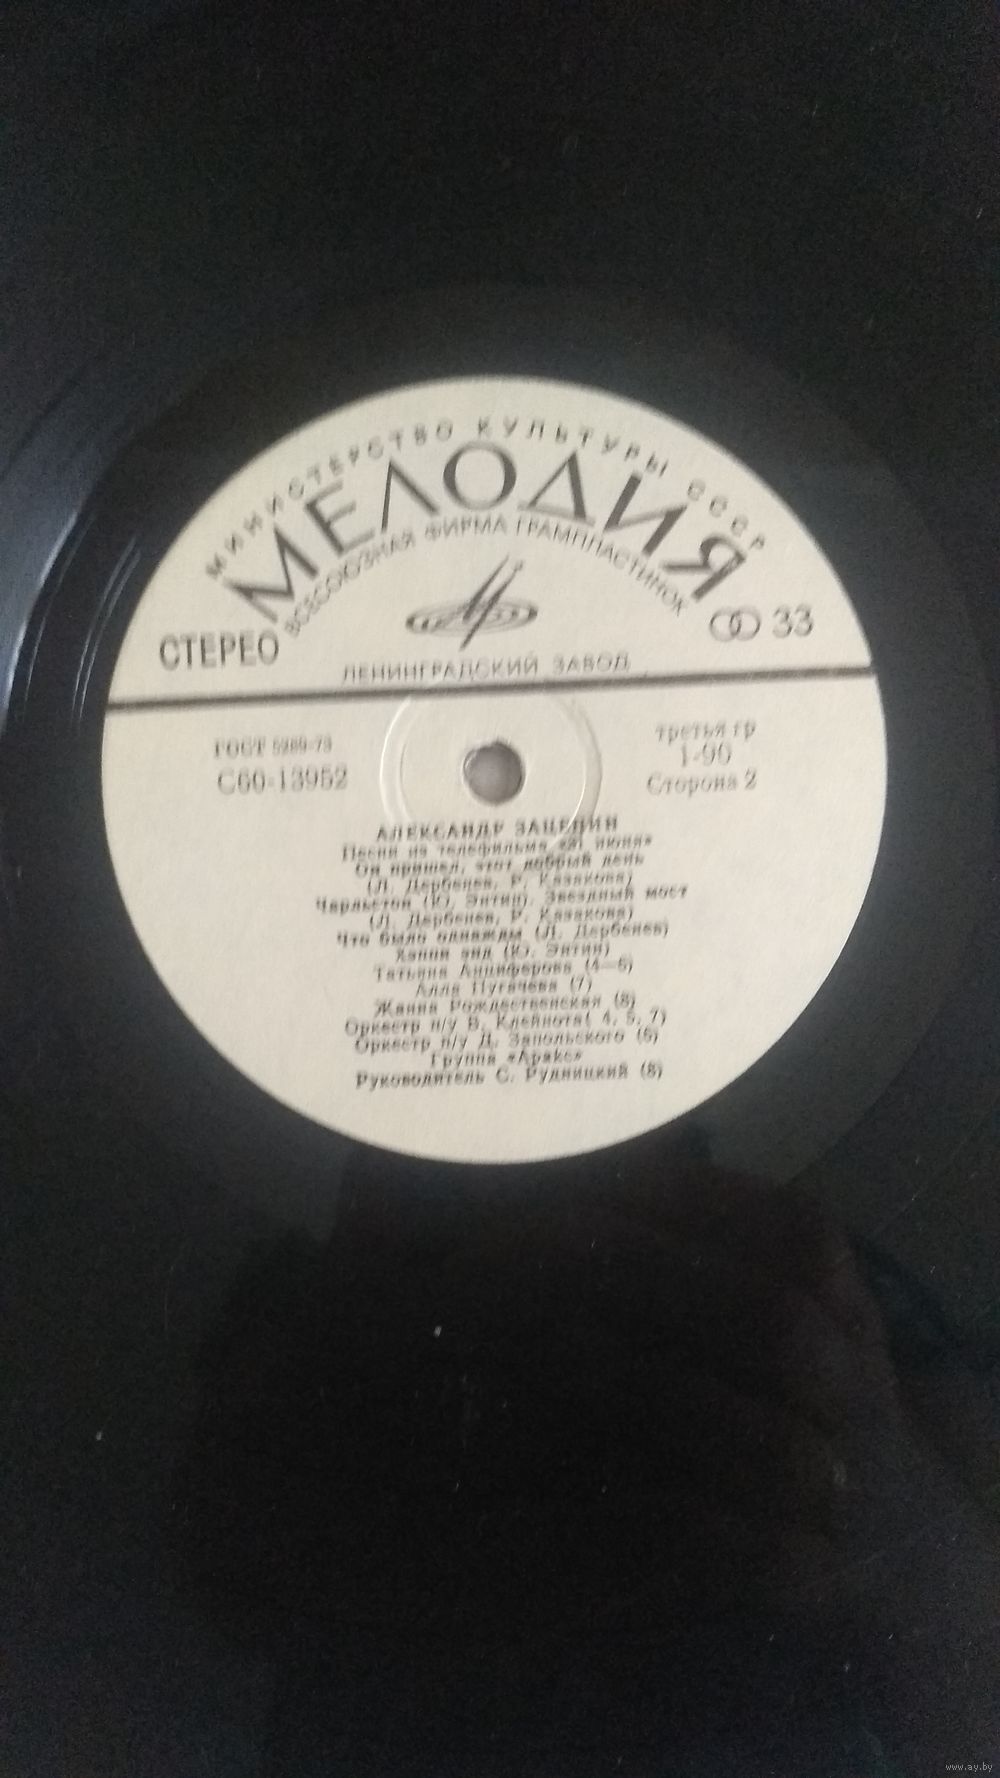 МИНИСТЕРСТВО КУЛЬТУРЫ СССР
МЕЛОДИЯ
ВСЕСОЮЗНАЯ ФИРМА ГРАМПЛАСТИНОК
СТЕРЕО
33
ЛЕНИНГРАДСКИЙ ЗАВОД
ГОСТ 5289-73
третья гр
С60-13952
1-90
Сторона 2
АЛЕКСАНДР ЗАЦЕПИН
Песни из телефильма «31 июня»
Он пришел, этот добрый день
(Л. Дербенев, Р. Казакова)
Чарльстон (Ю. Энтин). Звездный мост
(Л. Дербенев, Р. Казакова)
Что было однажды (Л. Дербенев)
Хэппи энд (Ю. Энтин)
Татьяна Анциферова (4—6)
Алла Пугачева (7)
Жанна Рождественская (8)
Оркестр п/у В. Клейнота( 4, 5, 7)
Оркестр п/у Д. Запольского (6)
Группа «Аракс»
Руководитель С. Рудницкий (8)
www.ay.by